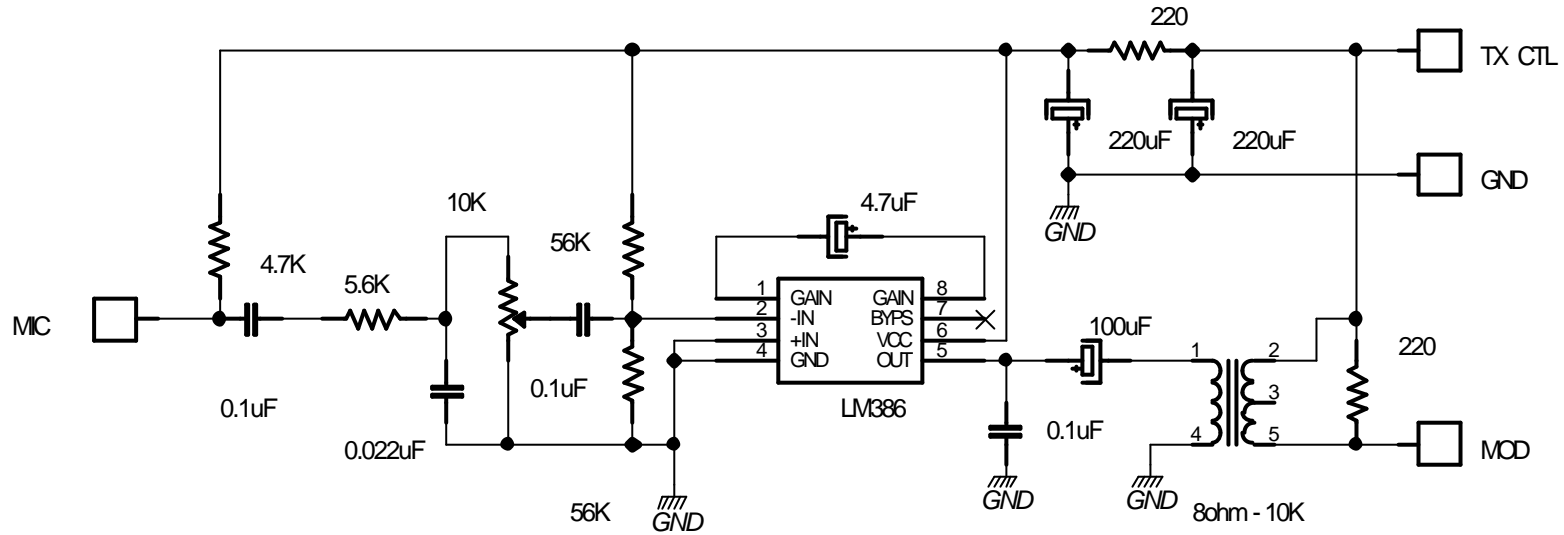 220
TX CTL
220uF
220uF
GND
GND
10K
4.7uF
56K
4.7K
5.6K
1 GAIN GAIN 8
2 -IN BYPS 7
3 +IN VCC 6
4 GND OUT 5
MIC
100uF
220
1
2
3
4
5
0.1uF
0.1uF
LM386
0.1uF
0.022uF
MOD
56K
GND
GND
GND
8ohm - 10K